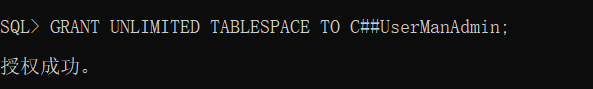 SQL> GRANT UNLIMITED TABLESPACE TO C##UserManAdmin;
授权成功。